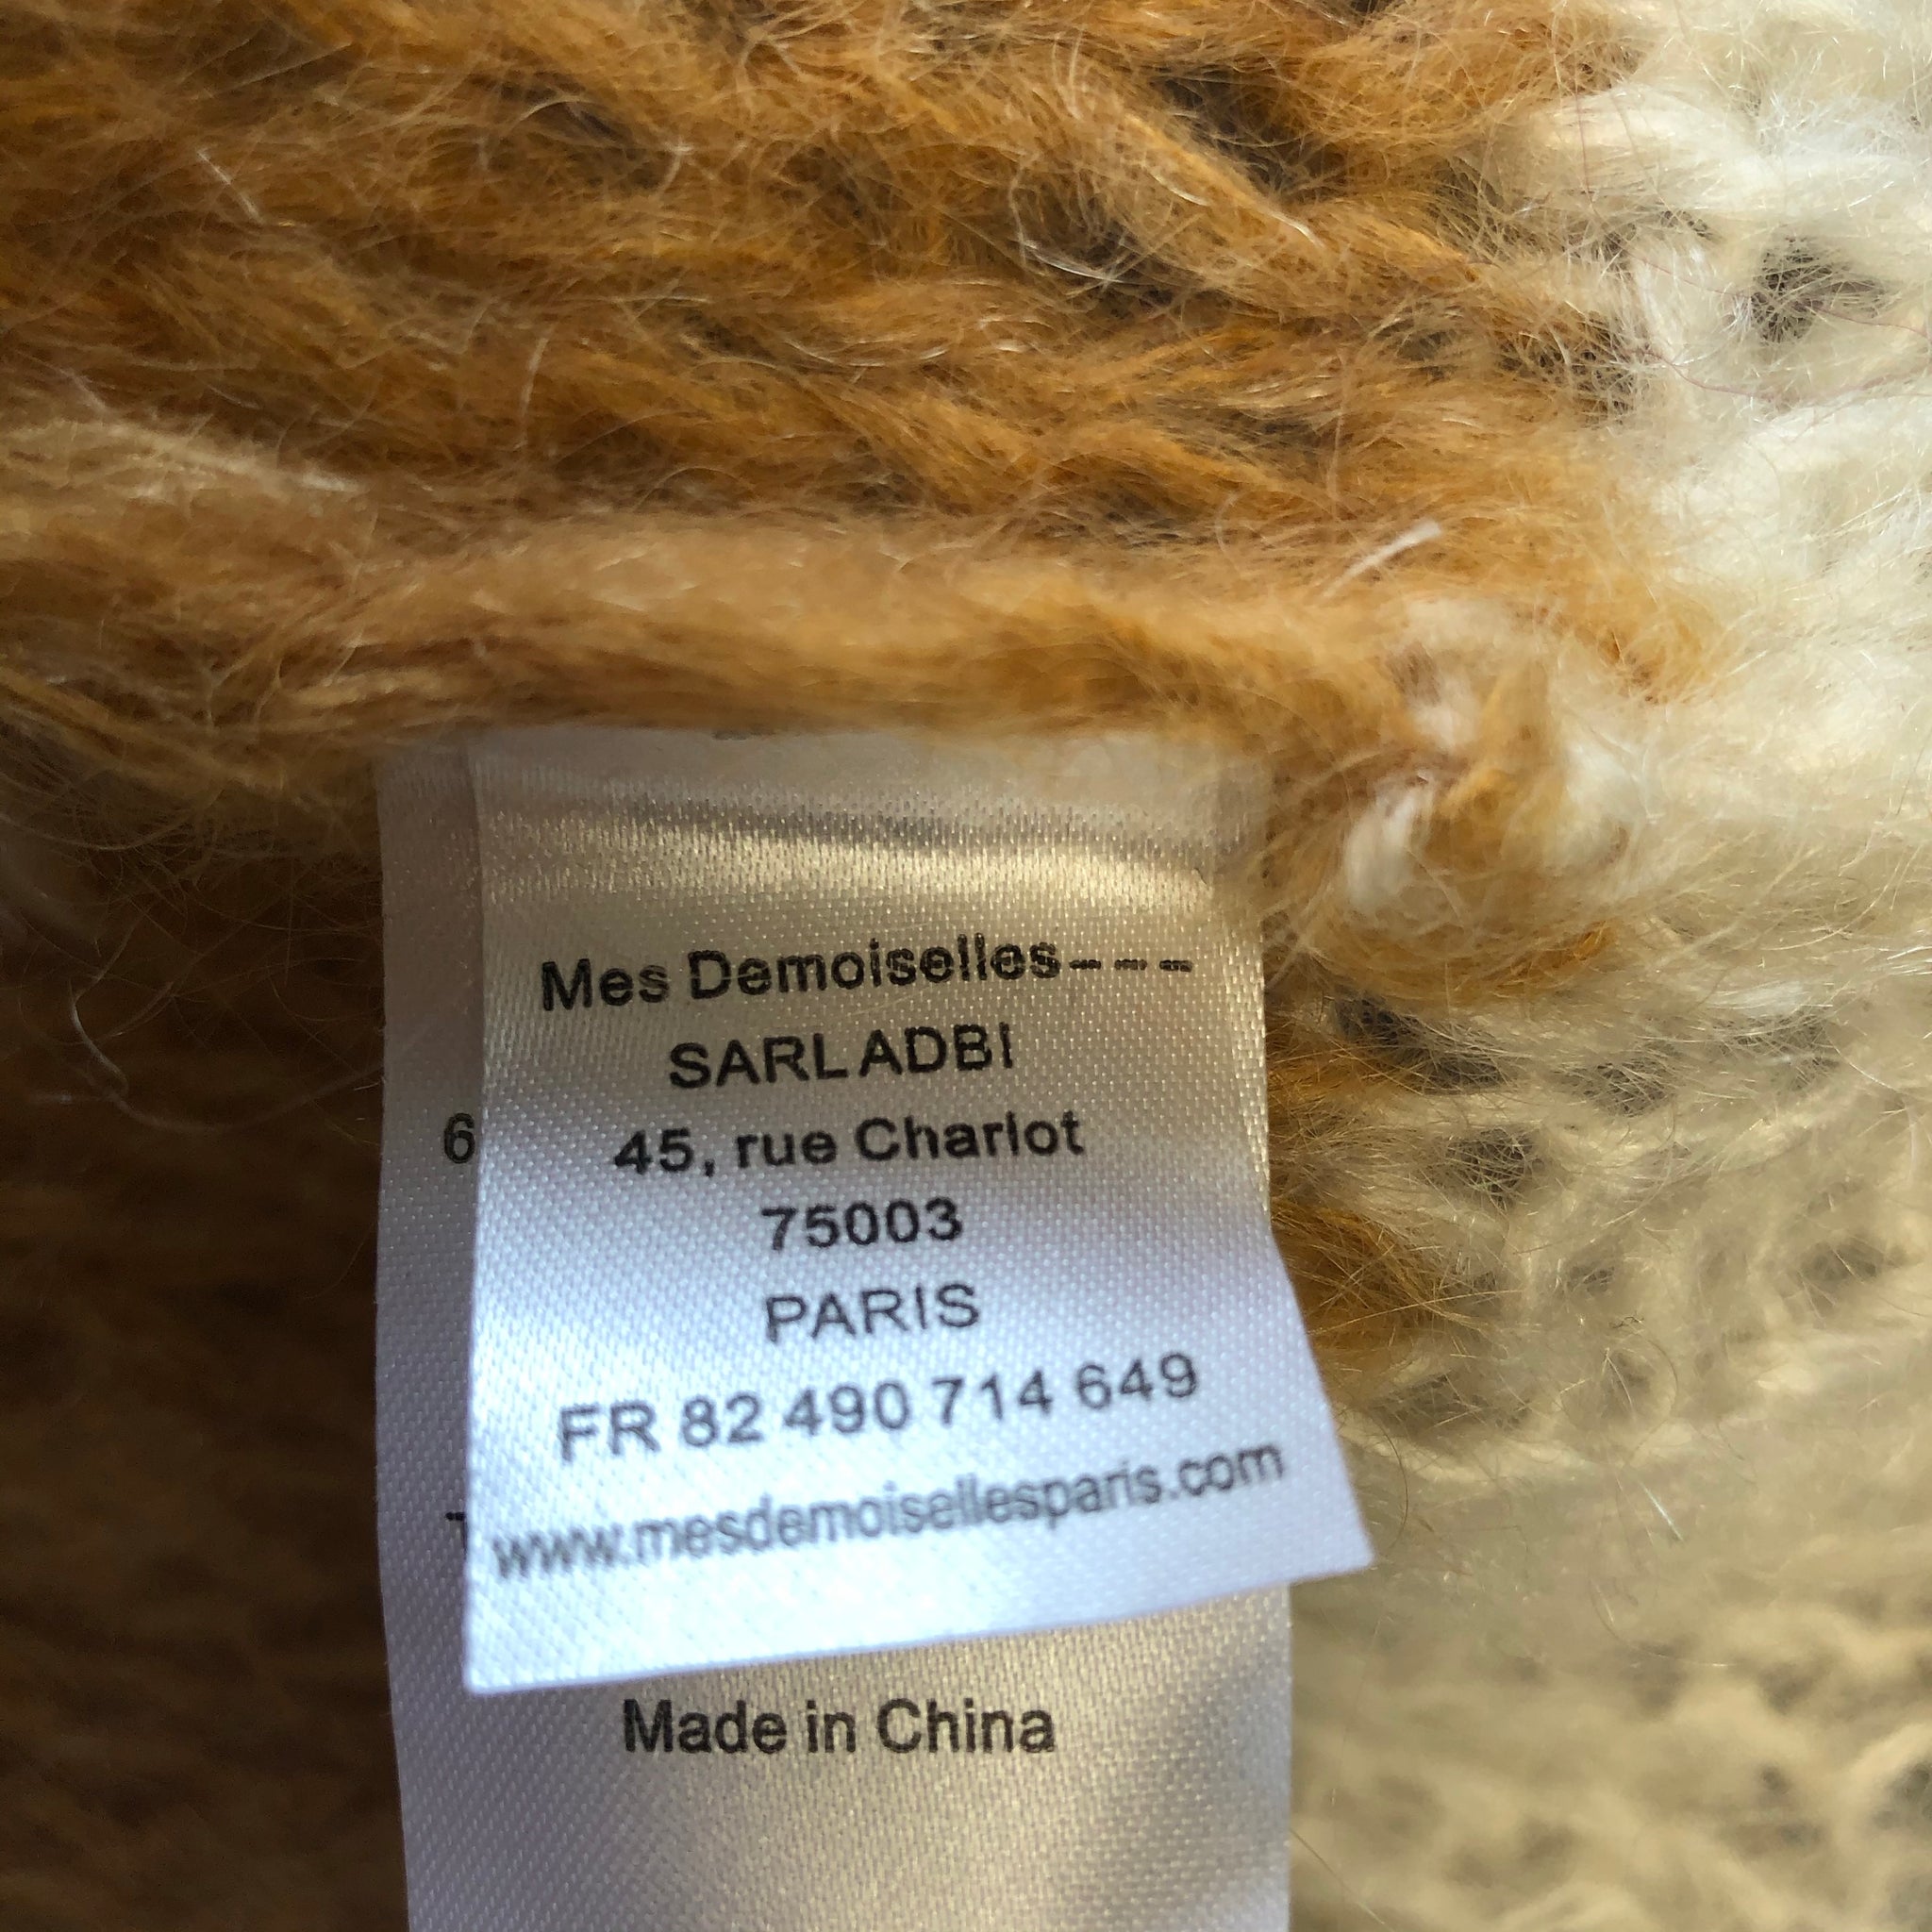 Mes Demoiselles----
SARL ADBI
45, rue Charlot
75003
PARIS
FR 82 490 714 649
www.mesdemoisellesparis.com
6
Made in China